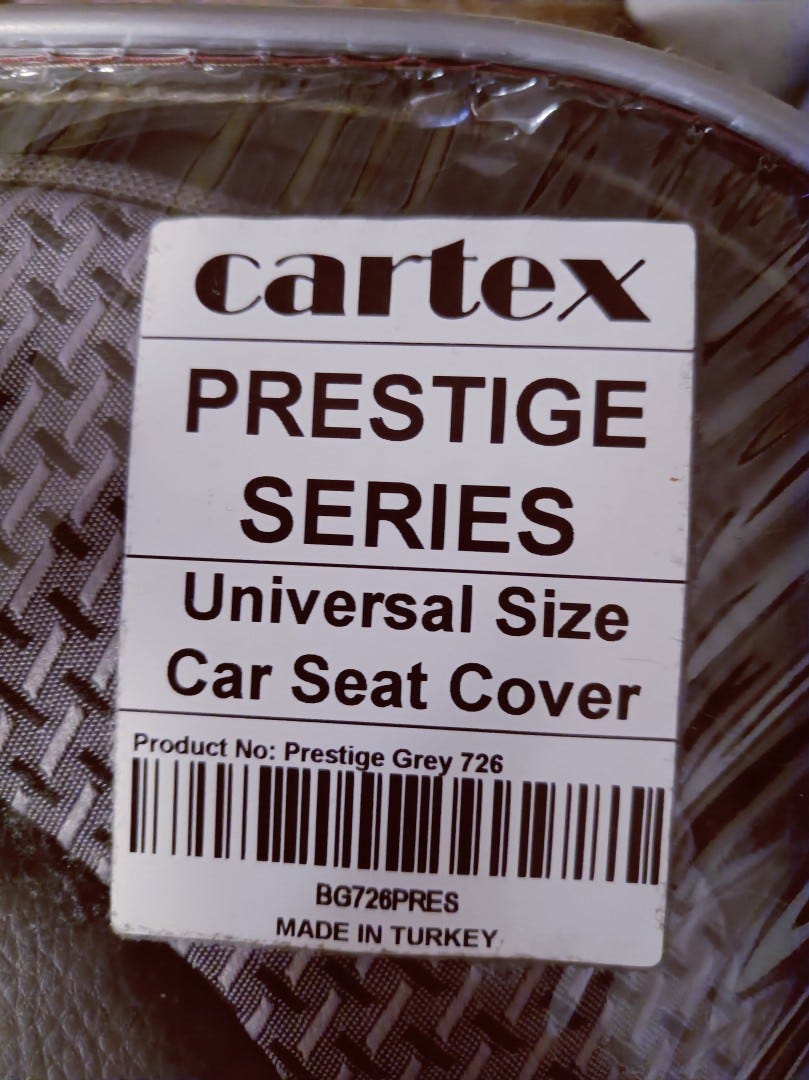 cartex
PRESTIGE
SERIES
Universal Size
Car Seat Cover
Product No: Prestige Grey 726
BG726PRES
MADE IN TURKEY